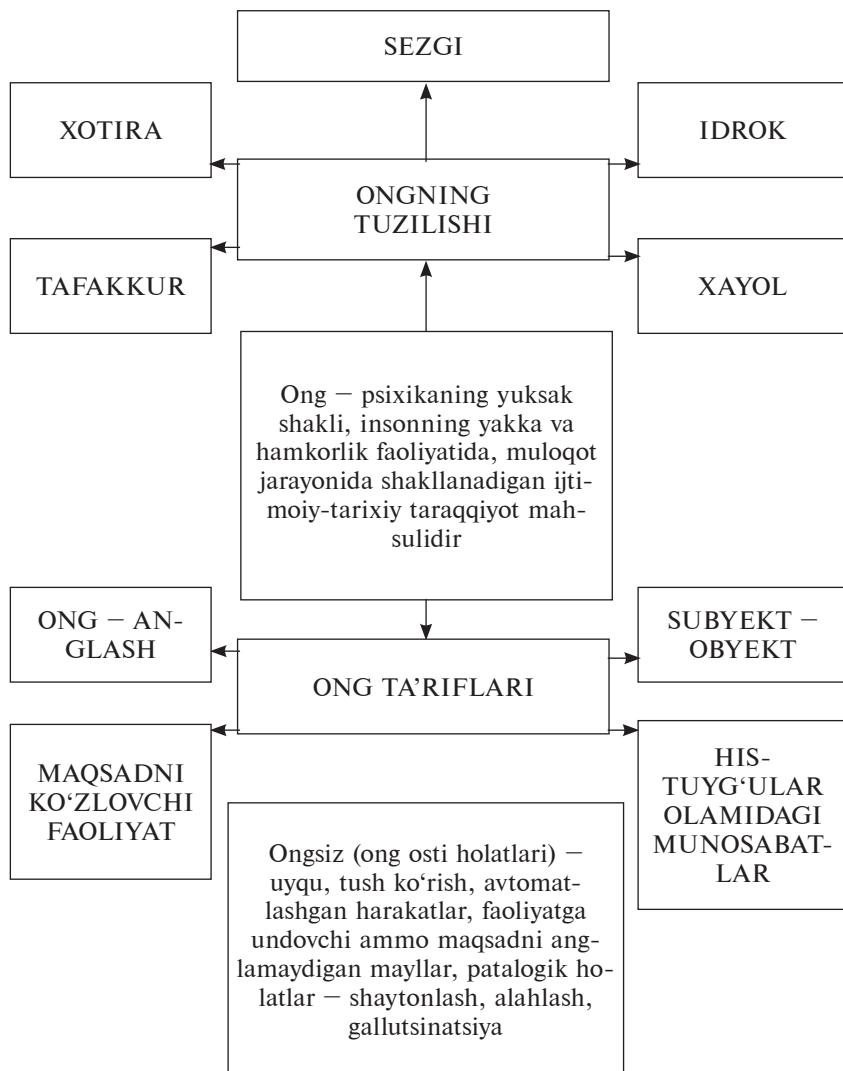 SEZGI
XOTIRA
IDROK
ONGNING
TUZILISHI
TAFAKKUR
XAYOL
Ong – psixikaning yuksak
shakli, insonning yakka va
hamkorlik faoliyatida, muloqot
jarayonida shakllanadigan ijti-
moiy-tarixiy taraqqiyot mah-
sulidir
ONG – AN-
GLASH
SUBYEKT –
OBYEKT
ONG TA’RIFLARI
MAQSADNI
KO‘ZLOVCHI
FAOLIYAT
HIS-
TUYG‘ULAR
OLAMIDAGI
MUNOSABAT-
LAR
Ongsiz (ong osti holatlari) –
uyqu, tush ko‘rish, avtomat-
lashgan harakatlar, faoliyatga
undovchi ammo maqsadni ang-
lamaydigan mayllar, patalogik ho-
latlar – shaytonlash, alahlash,
gallutsinatsiya